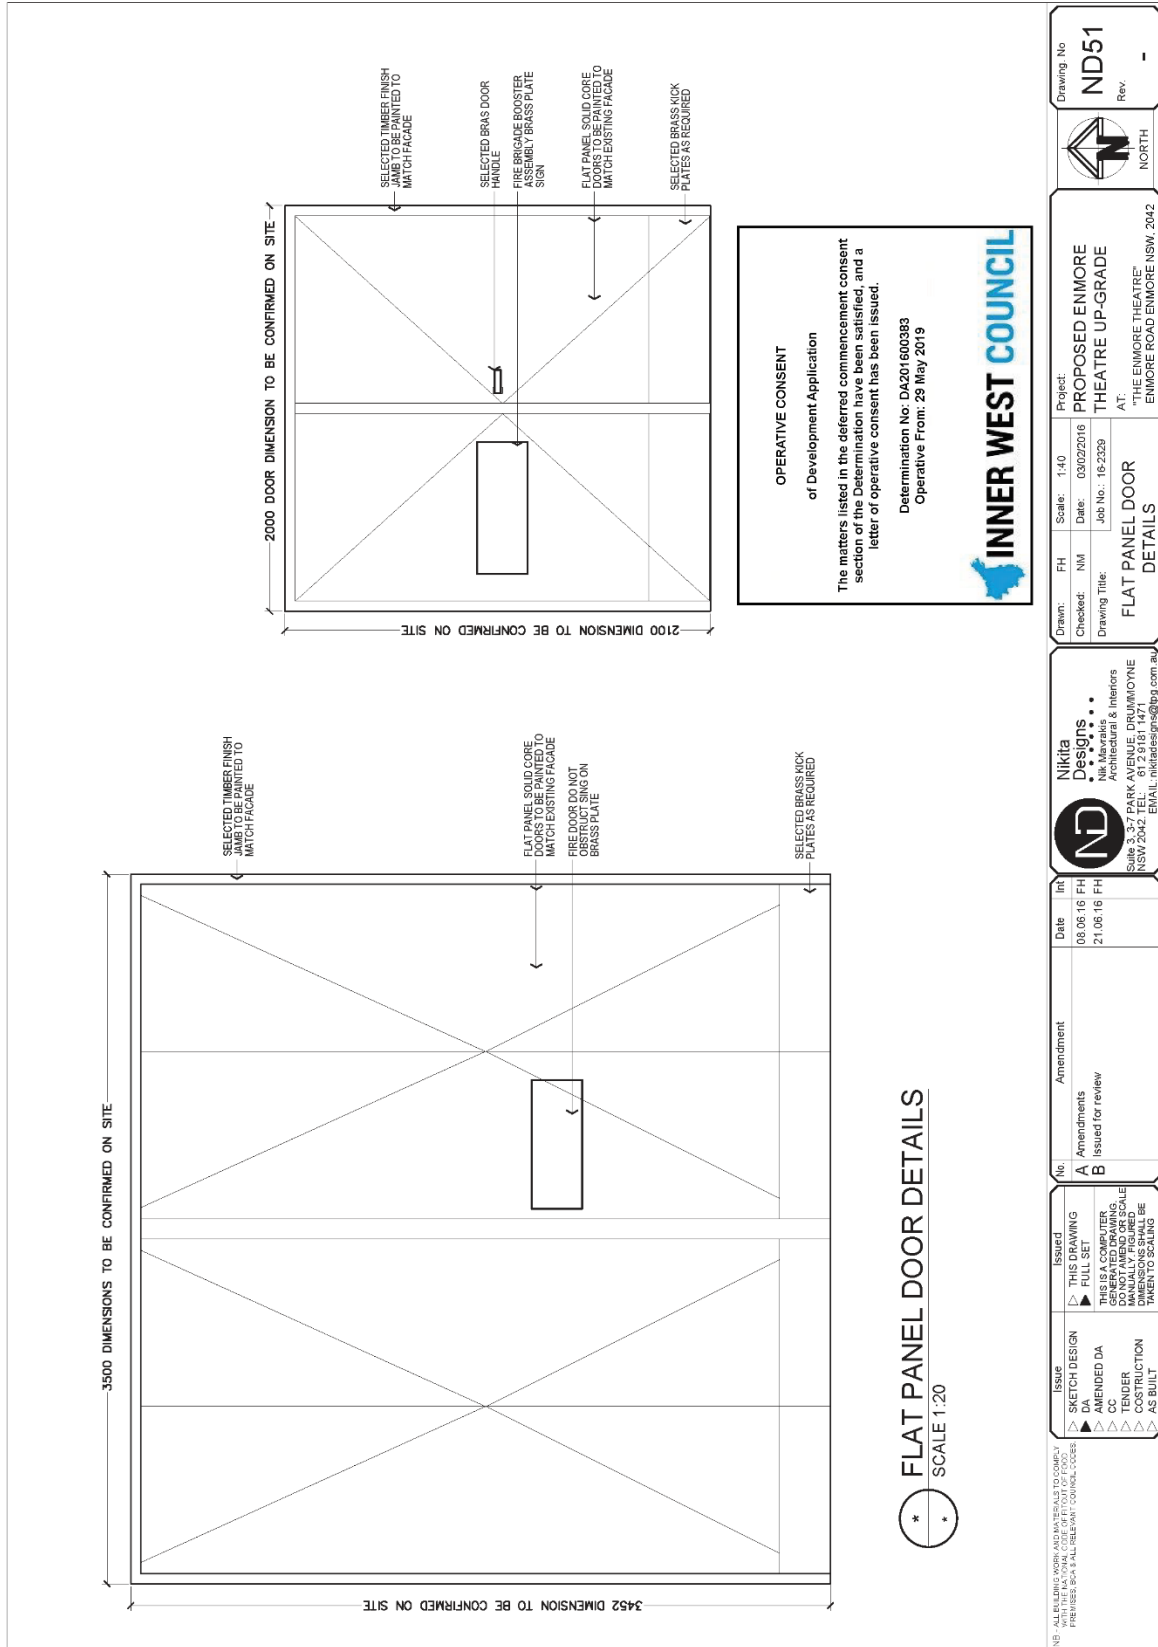 3500 DIMENSIONS TO BE CONFIRMED ON SITE
3452 DIMENSION TO BE CONFIRMED ON SITE
SELECTED TIMBER FINISH
JAMB TO BE PAINTED TO
MATCH FACADE
FLAT PANEL SOLID CORE
DOORS TO BE PAINTED TO
MATCH EXISTING FACADE
FIRE DOOR DO NOT
OBSTRUCT SING ON
BRASS PLATE
SELECTED BRASS KICK
PLATES AS REQUIRED
2000 DOOR DIMENSION TO BE CONFIRMED ON SITE
2100 DIMENSION TO BE CONFIRMED ON SITE
SELECTED TIMBER FINISH
JAMB TO BE PAINTED TO
MATCH FACADE
SELECTED BRAS DOOR
HANDLE
FIRE BRIGADE BOOSTER
ASSEMBLY BRASS PLATE
SIGN
FLAT PANEL SOLID CORE
DOORS TO BE PAINTED TO
MATCH EXISTING FACADE
SELECTED BRASS KICK
PLATES AS REQUIRED
*
*
FLAT PANEL DOOR DETAILS
SCALE 1:20
OPERATIVE CONSENT
of Development Application
The matters listed in the deferred commencement consent
section of the Determination have been satisfied, and a
letter of operative consent has been issued.
Determination No: DA201600383
Operative From: 29 May 2019
INNER WEST COUNCIL
NB - ALL BUILDING WORK AND MATERIALS TO COMPLY
WITH THE NATIONAL CODE OF FITOUT OF FOOD
PREMISES, BCA & ALL RELEVANT COUNCIL CODES.
Issue
SKETCH DESIGN
DA
AMENDED DA
CC
TENDER
COSTRUCTION
AS BUILT
Issued
THIS DRAWING
FULL SET
THIS IS A COMPUTER
GENERATED DRAWING.
DO NOT AMEND OR SCALE
MANUALLY. FIGURED
DIMENSIONS SHALL BE
TAKEN TO SCALING
No. Amendment Date Int
A Amendments 08.06.16 FH
B Issued for review 21.06.16 FH
ND
Nikita
Designs
Nik Mavrakis
Architectural & Interiors
Suite 3, 3-7 PARK AVENUE, DRUMMOYNE
NSW 2042. TEL: 61 2 9181 1471
EMAIL: nikitadesigns@tpg.com.au
Drawn: FH Scale: 1:40
Checked: NM Date: 03/02/2016
Drawing Title: Job No.: 16-2329
FLAT PANEL DOOR
DETAILS
Project:
PROPOSED ENMORE
THEATRE UP-GRADE
AT:
"THE ENMORE THEATRE"
ENMORE ROAD ENMORE NSW, 2042
N
NORTH
Drawing. No
ND51
Rev.
-